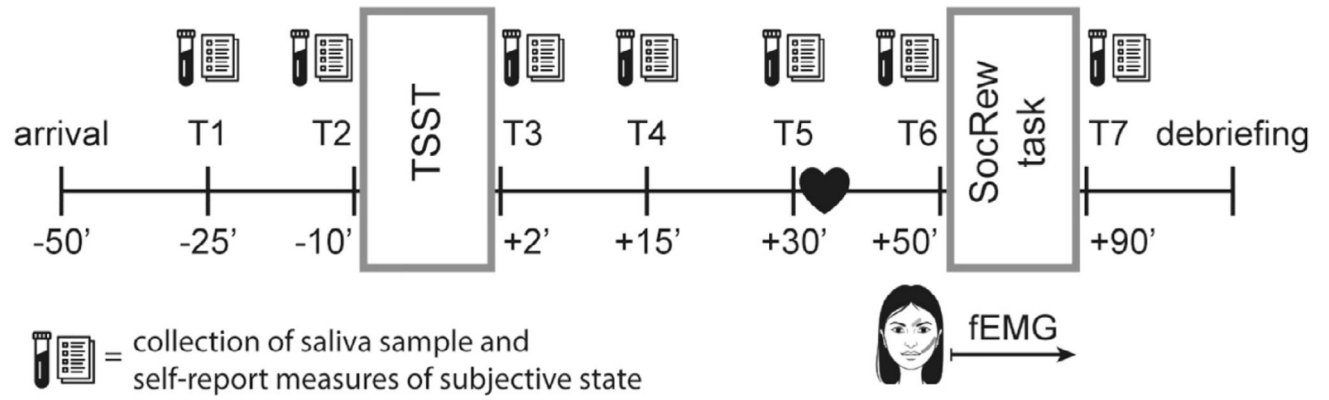 TSST
SocRew
task
arrival T1 T2 T3 T4 T5 T6 T7 debriefing
-50’ -25’ -10’ +2’ +15’ +30’ +50’ +90’
fEMG
= collection of saliva sample and
self-report measures of subjective state